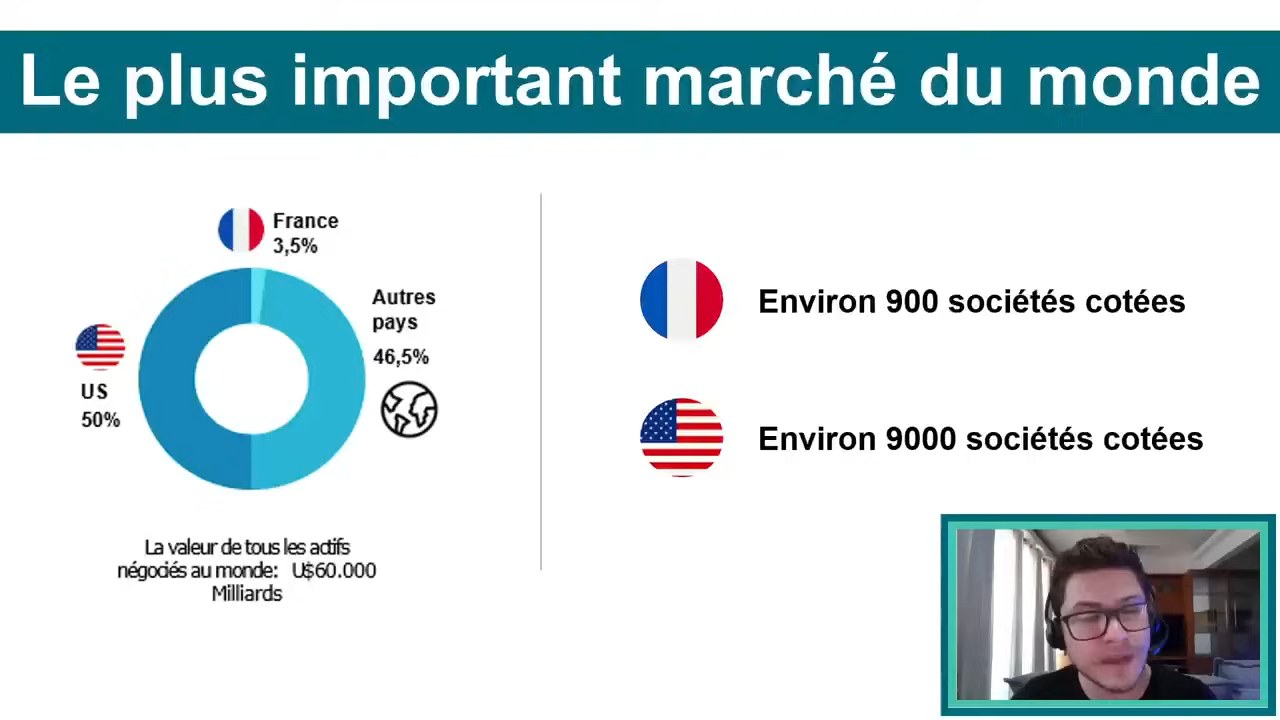 Le plus important marché du monde
France
3,5%
Autres
pays
46,5%
US
50%
La valeur de tous les actifs
négociés au monde: U$60.000
Milliards
Environ 900 sociétés cotées
Environ 9000 sociétés cotées